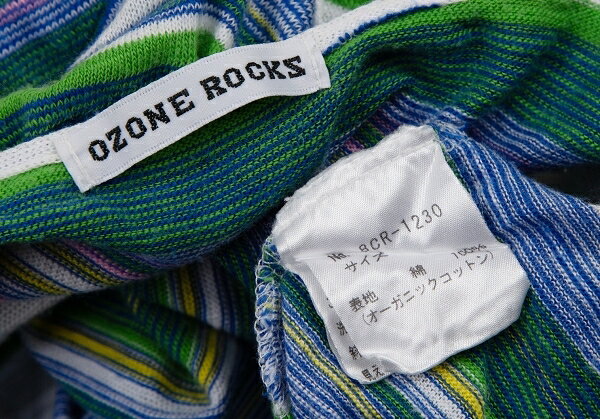 OZONE ROCKS
№ 8CR-1230
サイズ
表地 綿 100%
(オーガニックコットン)